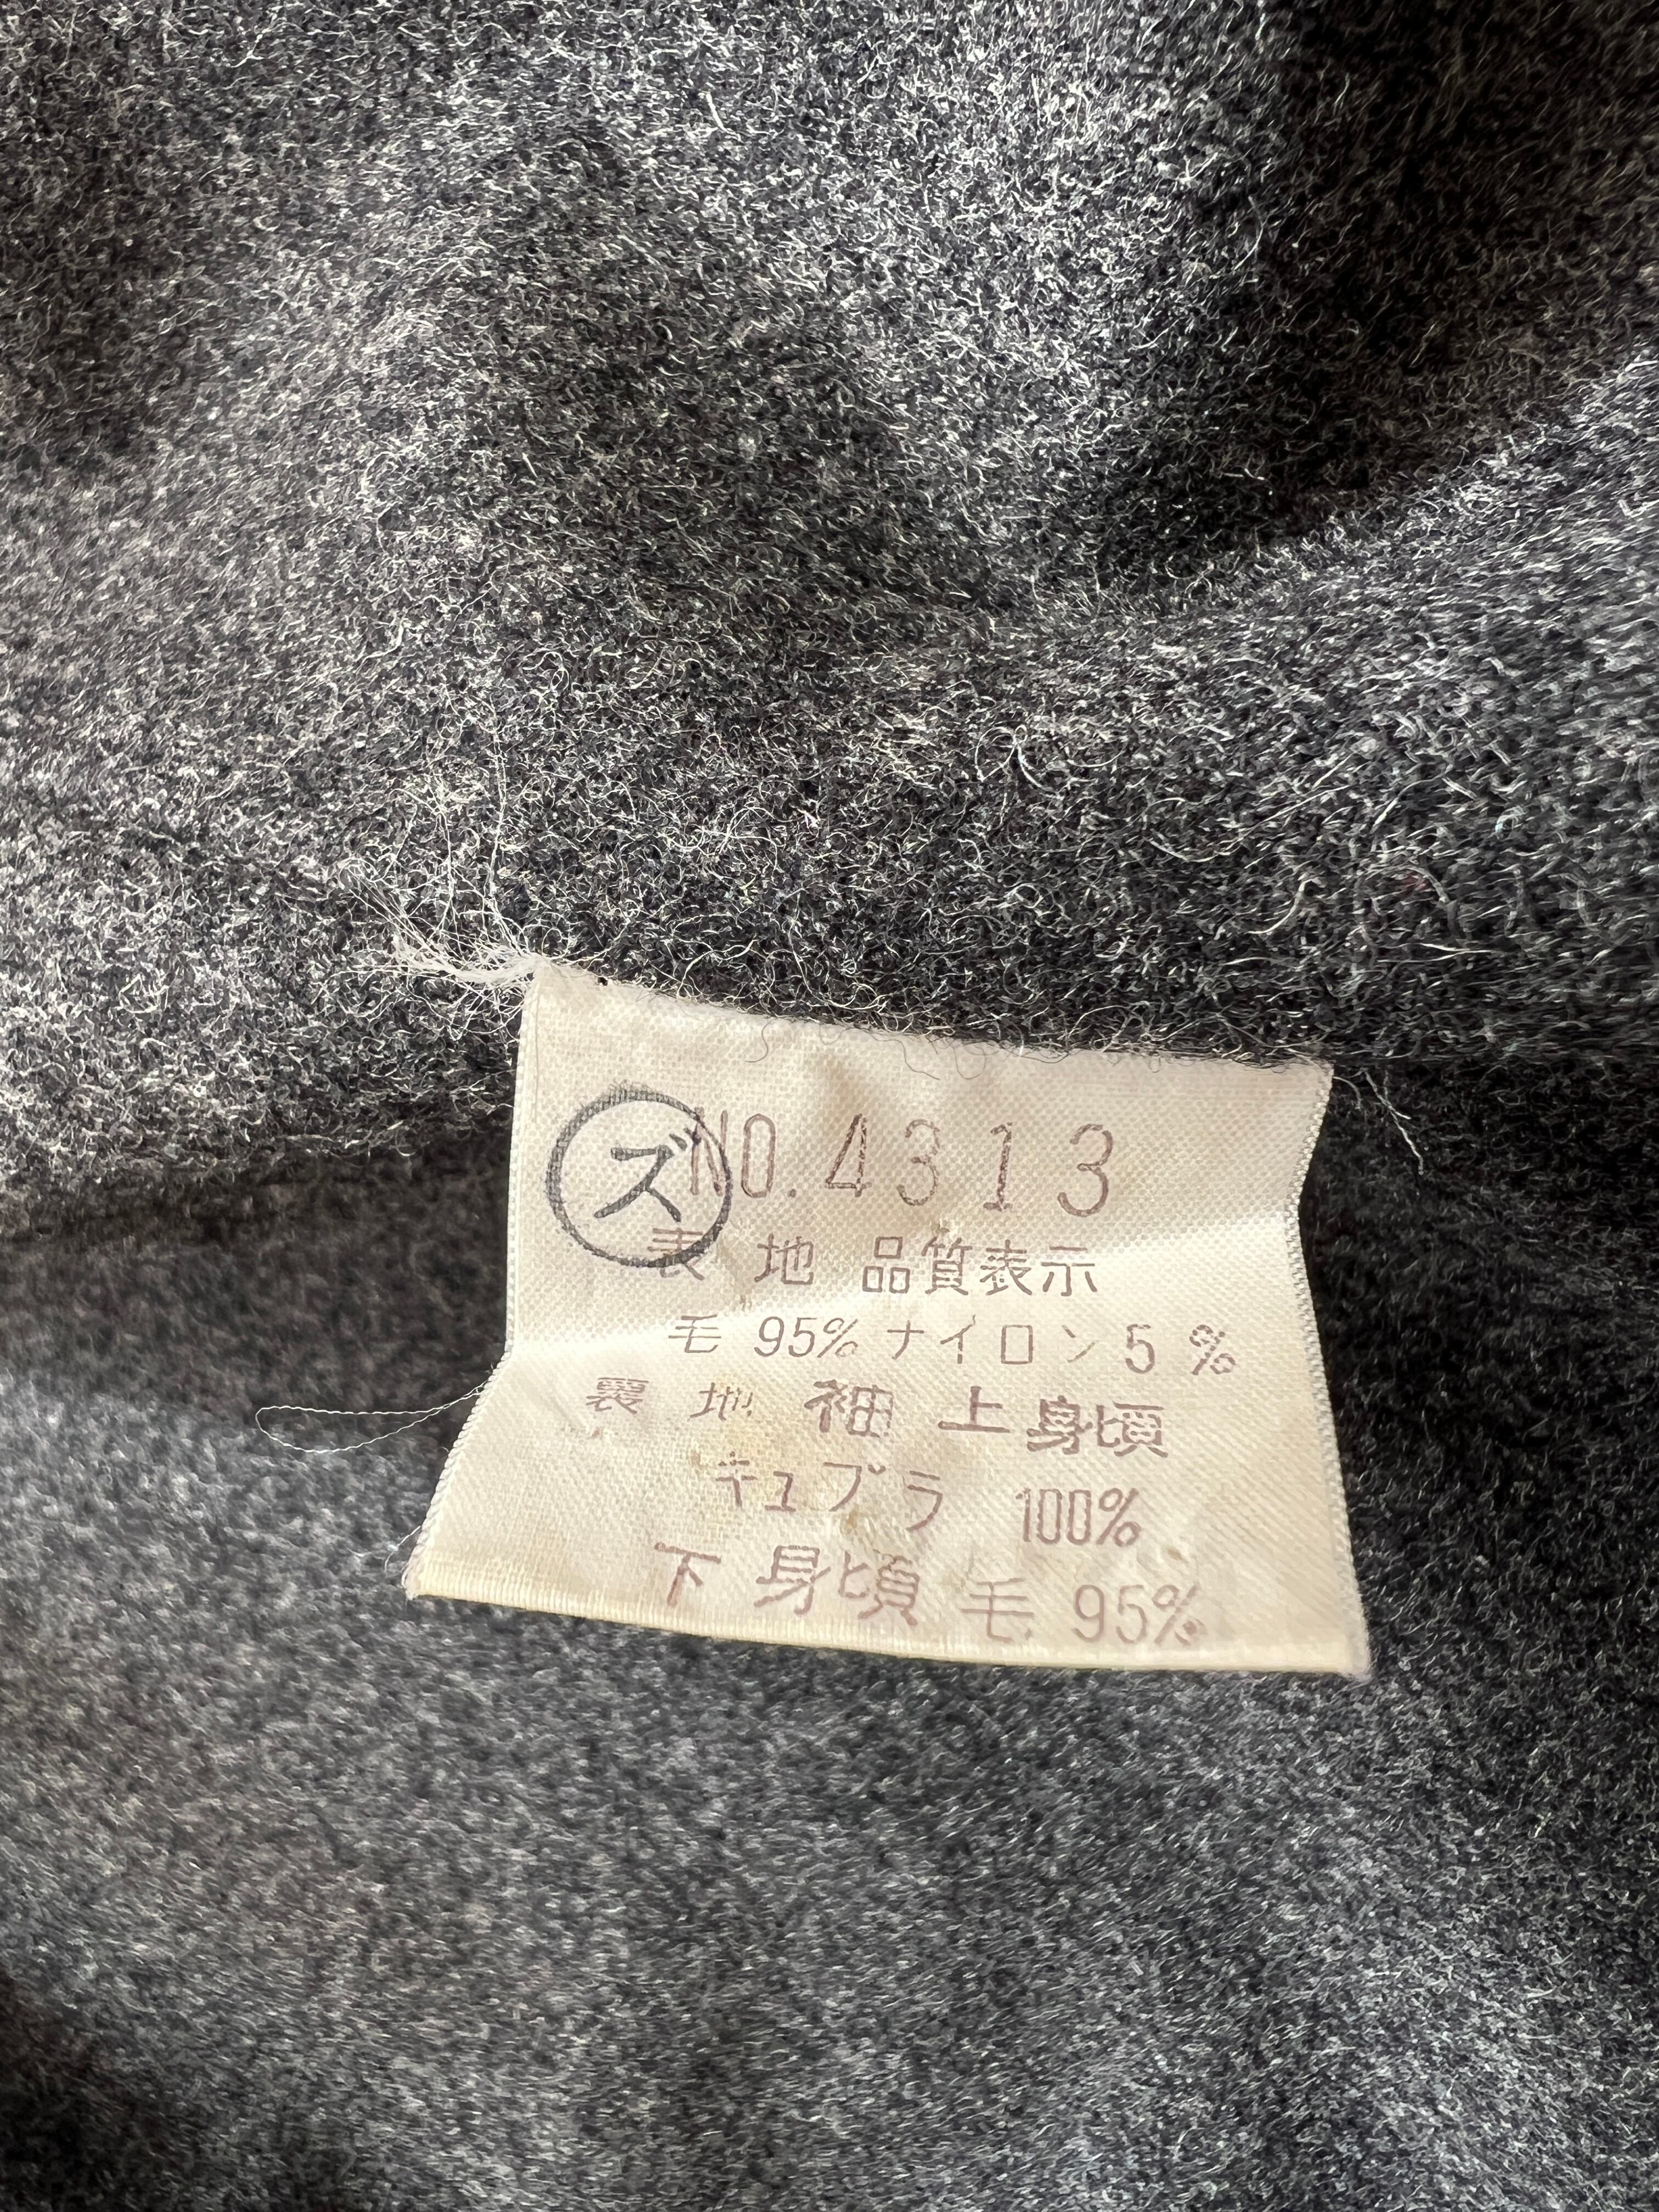 ズ NO.4313
表地 品質表示
毛 95% ナイロン 5%
裏地 袖 上身頃
キュプラ 100%
下身頃 毛 95%